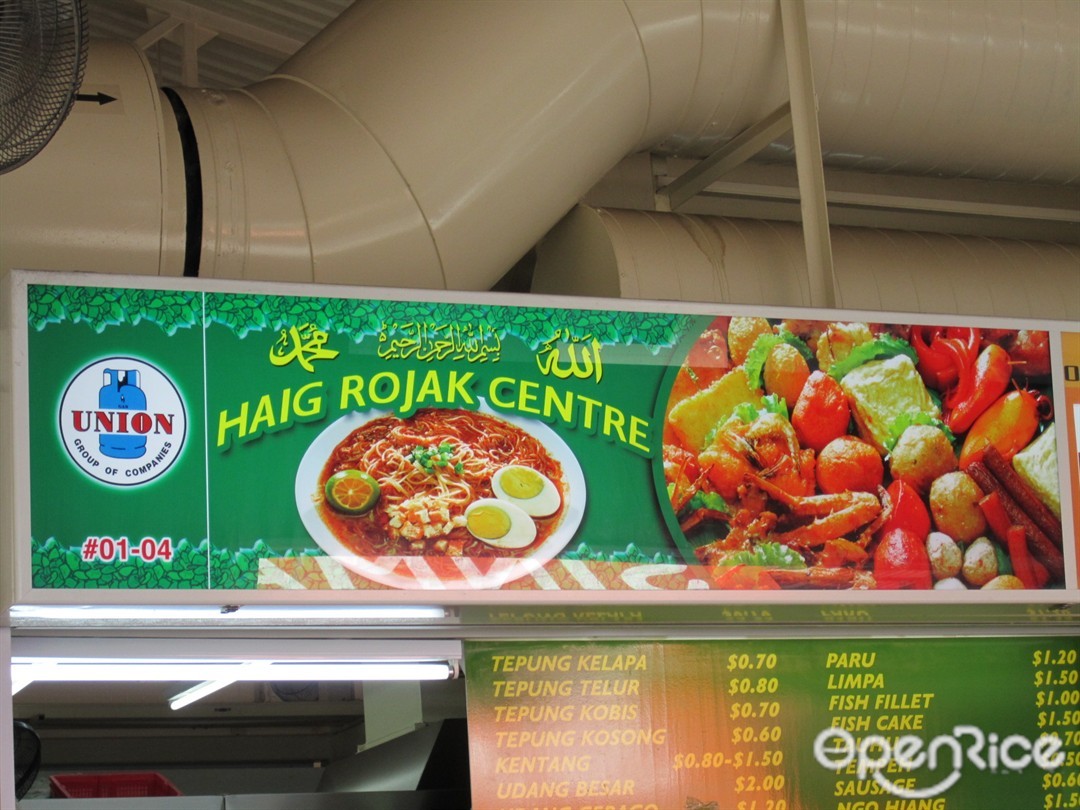 محمد بسم الله الرحمن الرحيم الله
HAIG ROJAK CENTRE
GAS
UNION
GROUP OF COMPANIES
#01-04
TEPUNG KELAPA $0.70
TEPUNG TELUR $0.80
TEPUNG KOBIS $0.70
TEPUNG KOSONG $0.60
KENTANG $0.80-$1.50
UDANG BESAR $2.00
PARU $1.20
LIMPA $1.50
FISH FILLET $1.00
FISH CAKE $1.50
SAUSAGE
NGO HIANG
OpenRice